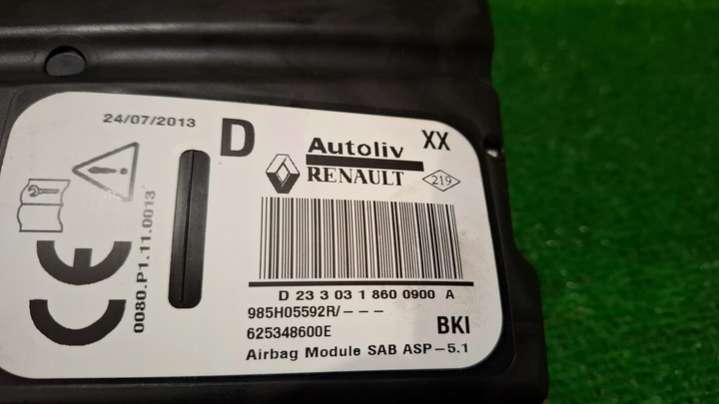 24/07/2013
D
Autoliv
XX
RENAULT
219
D 23 3 03 1 860 0900 A
985H05592R/- - -
625348600E
BKI
Airbag Module SAB ASP-5.1
CE
0080.P1.11.0013